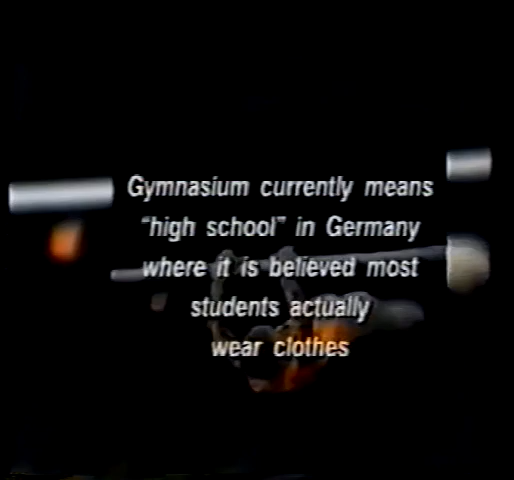 Gymnasium currently means
“high school” in Germany
where it is believed most
students actually
wear clothes